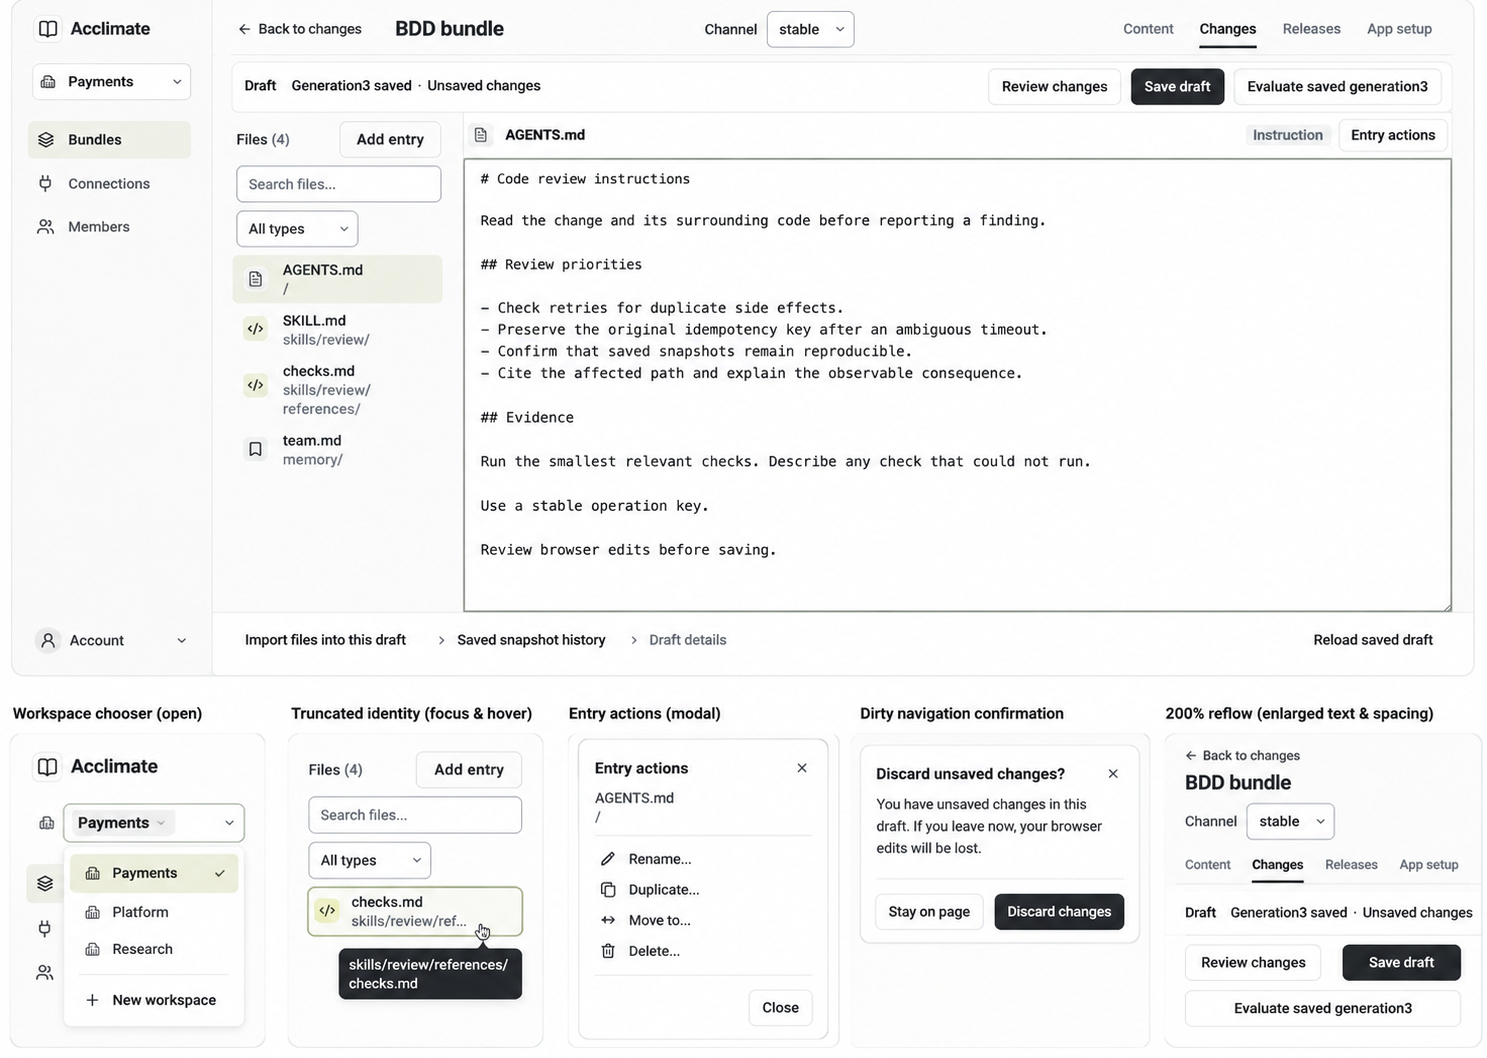 Acclimate
Back to changes
BDD bundle
Channel
stable
Content
Changes
Releases
App setup
Payments
Bundles
Connections
Members
Account
Draft
Generation3 saved · Unsaved changes
Review changes
Save draft
Evaluate saved generation3
Files (4)
Add entry
Search files...
All types
AGENTS.md
/
SKILL.md
skills/review/
checks.md
skills/review/
references/
team.md
memory/
AGENTS.md
Instruction
Entry actions
# Code review instructions
Read the change and its surrounding code before reporting a finding.
## Review priorities
– Check retries for duplicate side effects.
– Preserve the original idempotency key after an ambiguous timeout.
– Confirm that saved snapshots remain reproducible.
– Cite the affected path and explain the observable consequence.
## Evidence
Run the smallest relevant checks. Describe any check that could not run.
Use a stable operation key.
Review browser edits before saving.
Import files into this draft
Saved snapshot history
Draft details
Reload saved draft
Workspace chooser (open)
Acclimate
Payments
Payments
Platform
Research
New workspace
Truncated identity (focus & hover)
Files (4)
Add entry
Search files...
All types
checks.md
skills/review/ref...
skills/review/references/
checks.md
Entry actions (modal)
Entry actions
AGENTS.md
/
Rename...
Duplicate...
Move to...
Delete...
Close
Dirty navigation confirmation
Discard unsaved changes?
You have unsaved changes in this
draft. If you leave now, your browser
edits will be lost.
Stay on page
Discard changes
200% reflow (enlarged text & spacing)
Back to changes
BDD bundle
Channel
stable
Content
Changes
Releases
App setup
Draft
Generation3 saved · Unsaved changes
Review changes
Save draft
Evaluate saved generation3